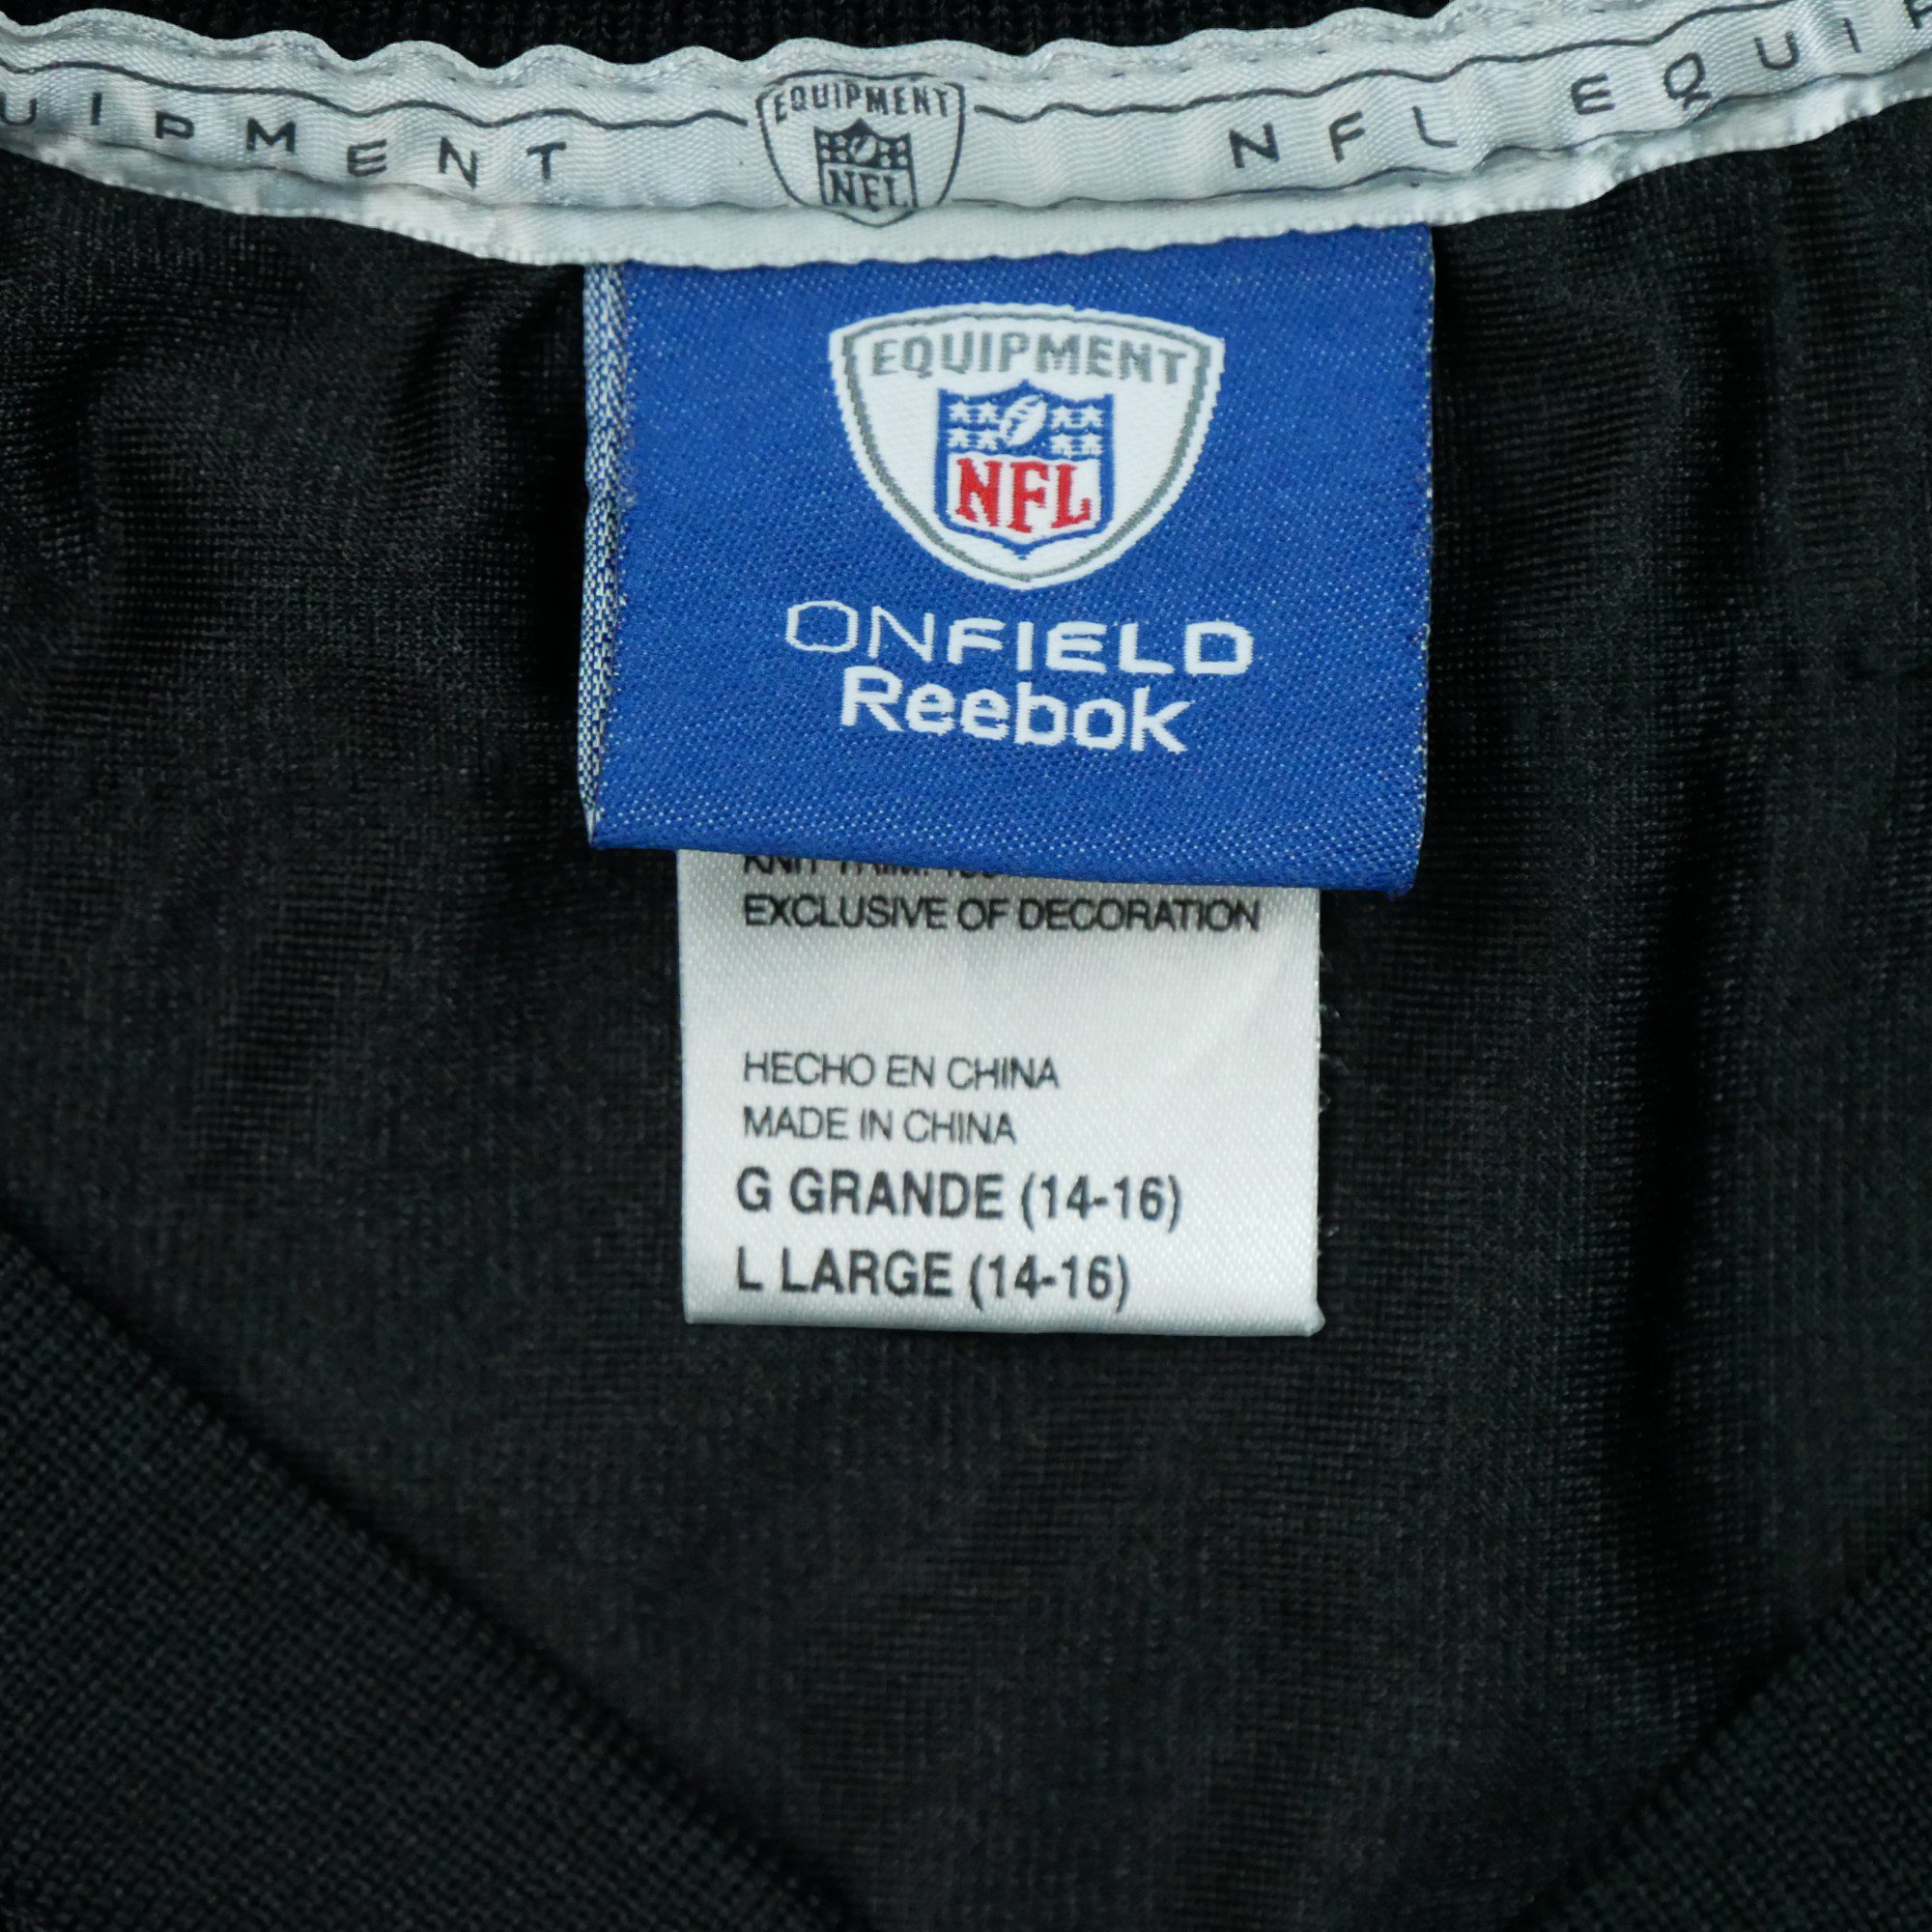 UIPMENT
EQUIPMENT
NFL
NFL EQUIP
EQUIPMENT
NFL
ONFIELD
Reebok
EXCLUSIVE OF DECORATION
HECHO EN CHINA
MADE IN CHINA
G GRANDE (14-16)
L LARGE (14-16)